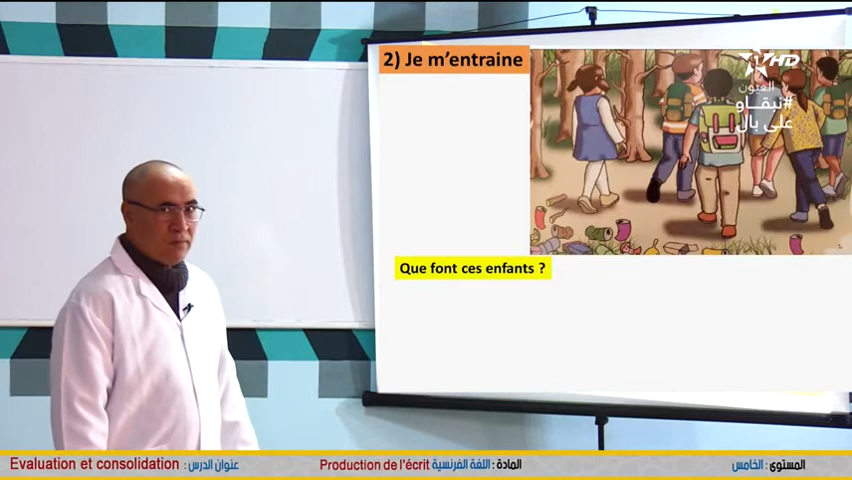 2) Je m’entraine
HD
العيون
#نبقاو
على بال
Que font ces enfants ?
Evaluation et consolidation عنوان الدرس :
Production de l’écrit المادة : اللغة الفرنسية
المستوى : الخامس